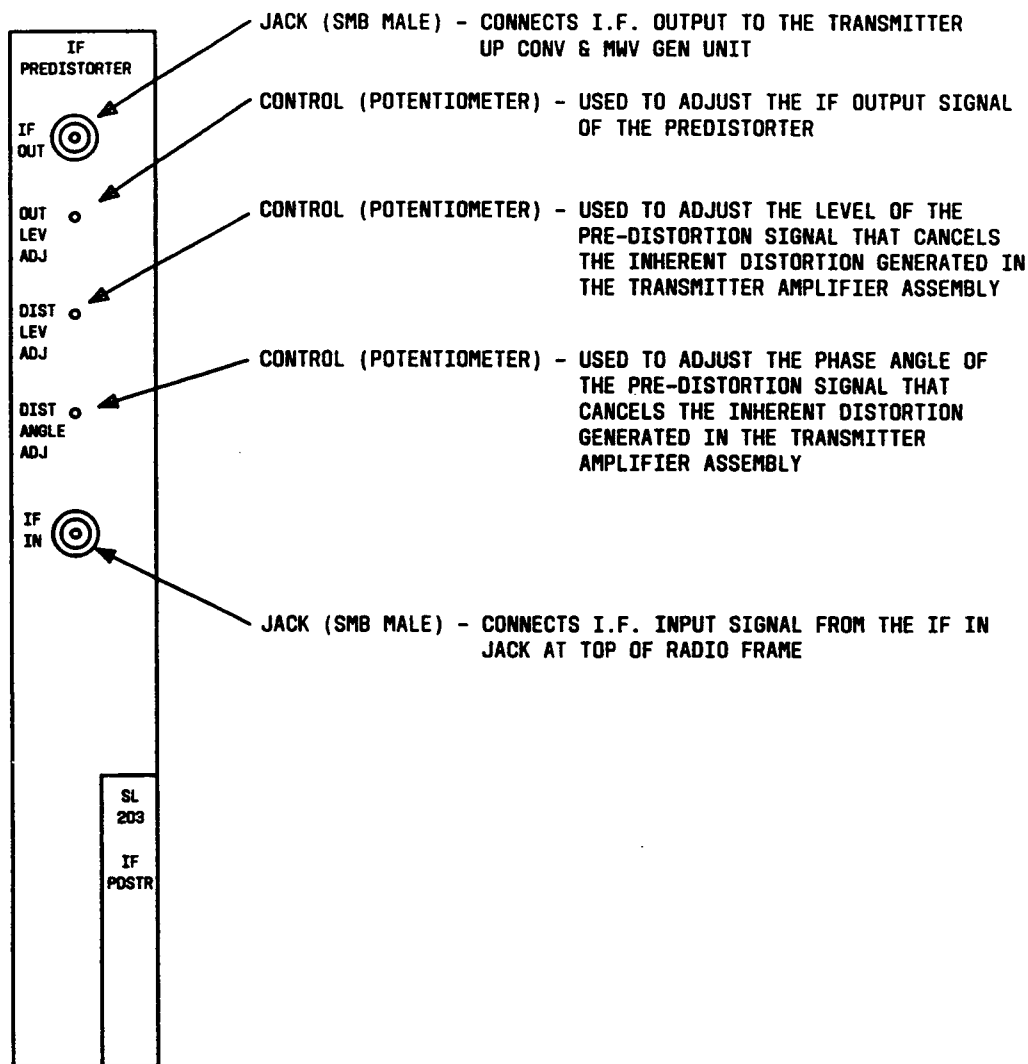 IF
PREDISTORTER
IF
OUT
OUT
LEV
ADJ
DIST
LEV
ADJ
DIST
ANGLE
ADJ
IF
IN
SL
203
IF
PDSTR
JACK (SMB MALE) - CONNECTS I.F. OUTPUT TO THE TRANSMITTER
UP CONV & MWV GEN UNIT
CONTROL (POTENTIOMETER) - USED TO ADJUST THE IF OUTPUT SIGNAL
OF THE PREDISTORTER
CONTROL (POTENTIOMETER) - USED TO ADJUST THE LEVEL OF THE
PRE-DISTORTION SIGNAL THAT CANCELS
THE INHERENT DISTORTION GENERATED IN
THE TRANSMITTER AMPLIFIER ASSEMBLY
CONTROL (POTENTIOMETER) - USED TO ADJUST THE PHASE ANGLE OF
THE PRE-DISTORTION SIGNAL THAT
CANCELS THE INHERENT DISTORTION
GENERATED IN THE TRANSMITTER
AMPLIFIER ASSEMBLY
JACK (SMB MALE) - CONNECTS I.F. INPUT SIGNAL FROM THE IF IN
JACK AT TOP OF RADIO FRAME